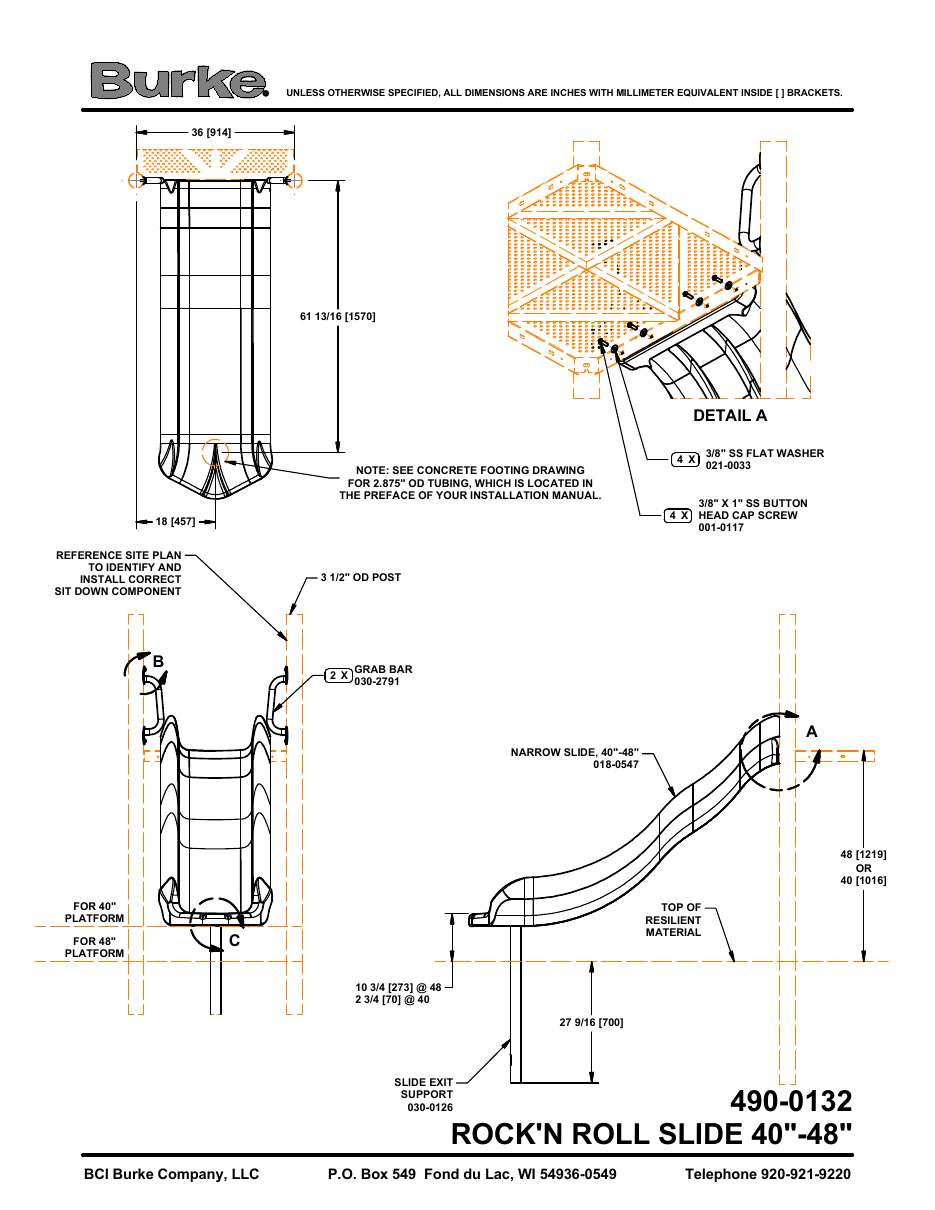 Burke
UNLESS OTHERWISE SPECIFIED, ALL DIMENSIONS ARE INCHES WITH MILLIMETER EQUIVALENT INSIDE [ ] BRACKETS.
36 [914]
61 13/16 [1570]
NOTE: SEE CONCRETE FOOTING DRAWING
FOR 2.875" OD TUBING, WHICH IS LOCATED IN
THE PREFACE OF YOUR INSTALLATION MANUAL.
18 [457]
DETAIL A
4 X
3/8" SS FLAT WASHER
021-0033
4 X
3/8" X 1" SS BUTTON
HEAD CAP SCREW
001-0117
REFERENCE SITE PLAN
TO IDENTIFY AND
INSTALL CORRECT
SIT DOWN COMPONENT
3 1/2" OD POST
B
2 X
GRAB BAR
030-2791
FOR 40"
PLATFORM
FOR 48"
PLATFORM
C
NARROW SLIDE, 40"-48"
018-0547
A
48 [1219]
OR
40 [1016]
TOP OF
RESILIENT
MATERIAL
10 3/4 [273] @ 48
2 3/4 [70] @ 40
27 9/16 [700]
SLIDE EXIT
SUPPORT
030-0126
490-0132
ROCK'N ROLL SLIDE 40"-48"
BCI Burke Company, LLC
P.O. Box 549 Fond du Lac, WI 54936-0549
Telephone 920-921-9220